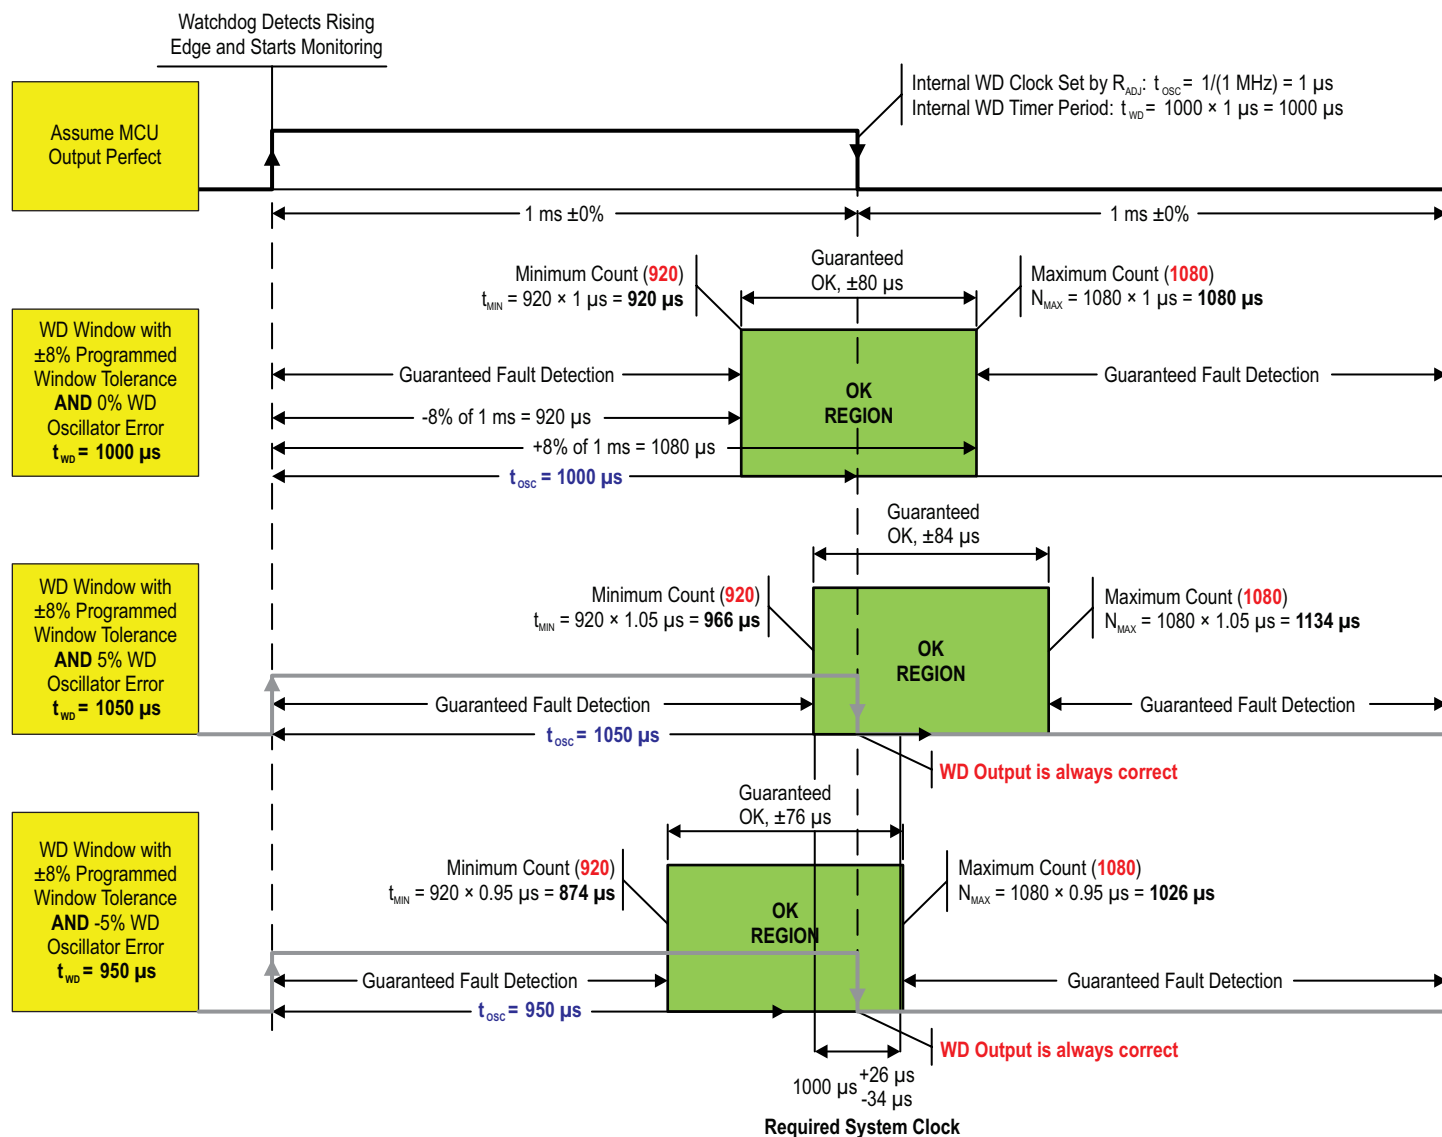 Watchdog Detects Rising
Edge and Starts Monitoring
Assume MCU
Output Perfect
Internal WD Clock Set by RADJ: tOSC = 1/(1 MHz) = 1 µs
Internal WD Timer Period: tWD = 1000 × 1 µs = 1000 µs
1 ms ±0%
1 ms ±0%
WD Window with
±8% Programmed
Window Tolerance
AND 0% WD
Oscillator Error
tWD = 1000 µs
Minimum Count (920)
tMIN = 920 × 1 µs = 920 µs
Guaranteed
OK, ±80 µs
Maximum Count (1080)
NMAX = 1080 × 1 µs = 1080 µs
Guaranteed Fault Detection
OK
REGION
Guaranteed Fault Detection
-8% of 1 ms = 920 µs
+8% of 1 ms = 1080 µs
tOSC = 1000 µs
WD Window with
±8% Programmed
Window Tolerance
AND 5% WD
Oscillator Error
tWD = 1050 µs
Guaranteed
OK, ±84 µs
Minimum Count (920)
tMIN = 920 × 1.05 µs = 966 µs
Maximum Count (1080)
NMAX = 1080 × 1.05 µs = 1134 µs
OK
REGION
Guaranteed Fault Detection
Guaranteed Fault Detection
tOSC = 1050 µs
WD Output is always correct
WD Window with
±8% Programmed
Window Tolerance
AND -5% WD
Oscillator Error
tWD = 950 µs
Guaranteed
OK, ±76 µs
Minimum Count (920)
tMIN = 920 × 0.95 µs = 874 µs
Maximum Count (1080)
NMAX = 1080 × 0.95 µs = 1026 µs
OK
REGION
Guaranteed Fault Detection
Guaranteed Fault Detection
tOSC = 950 µs
WD Output is always correct
1000 µs +26 µs
-34 µs
Required System Clock